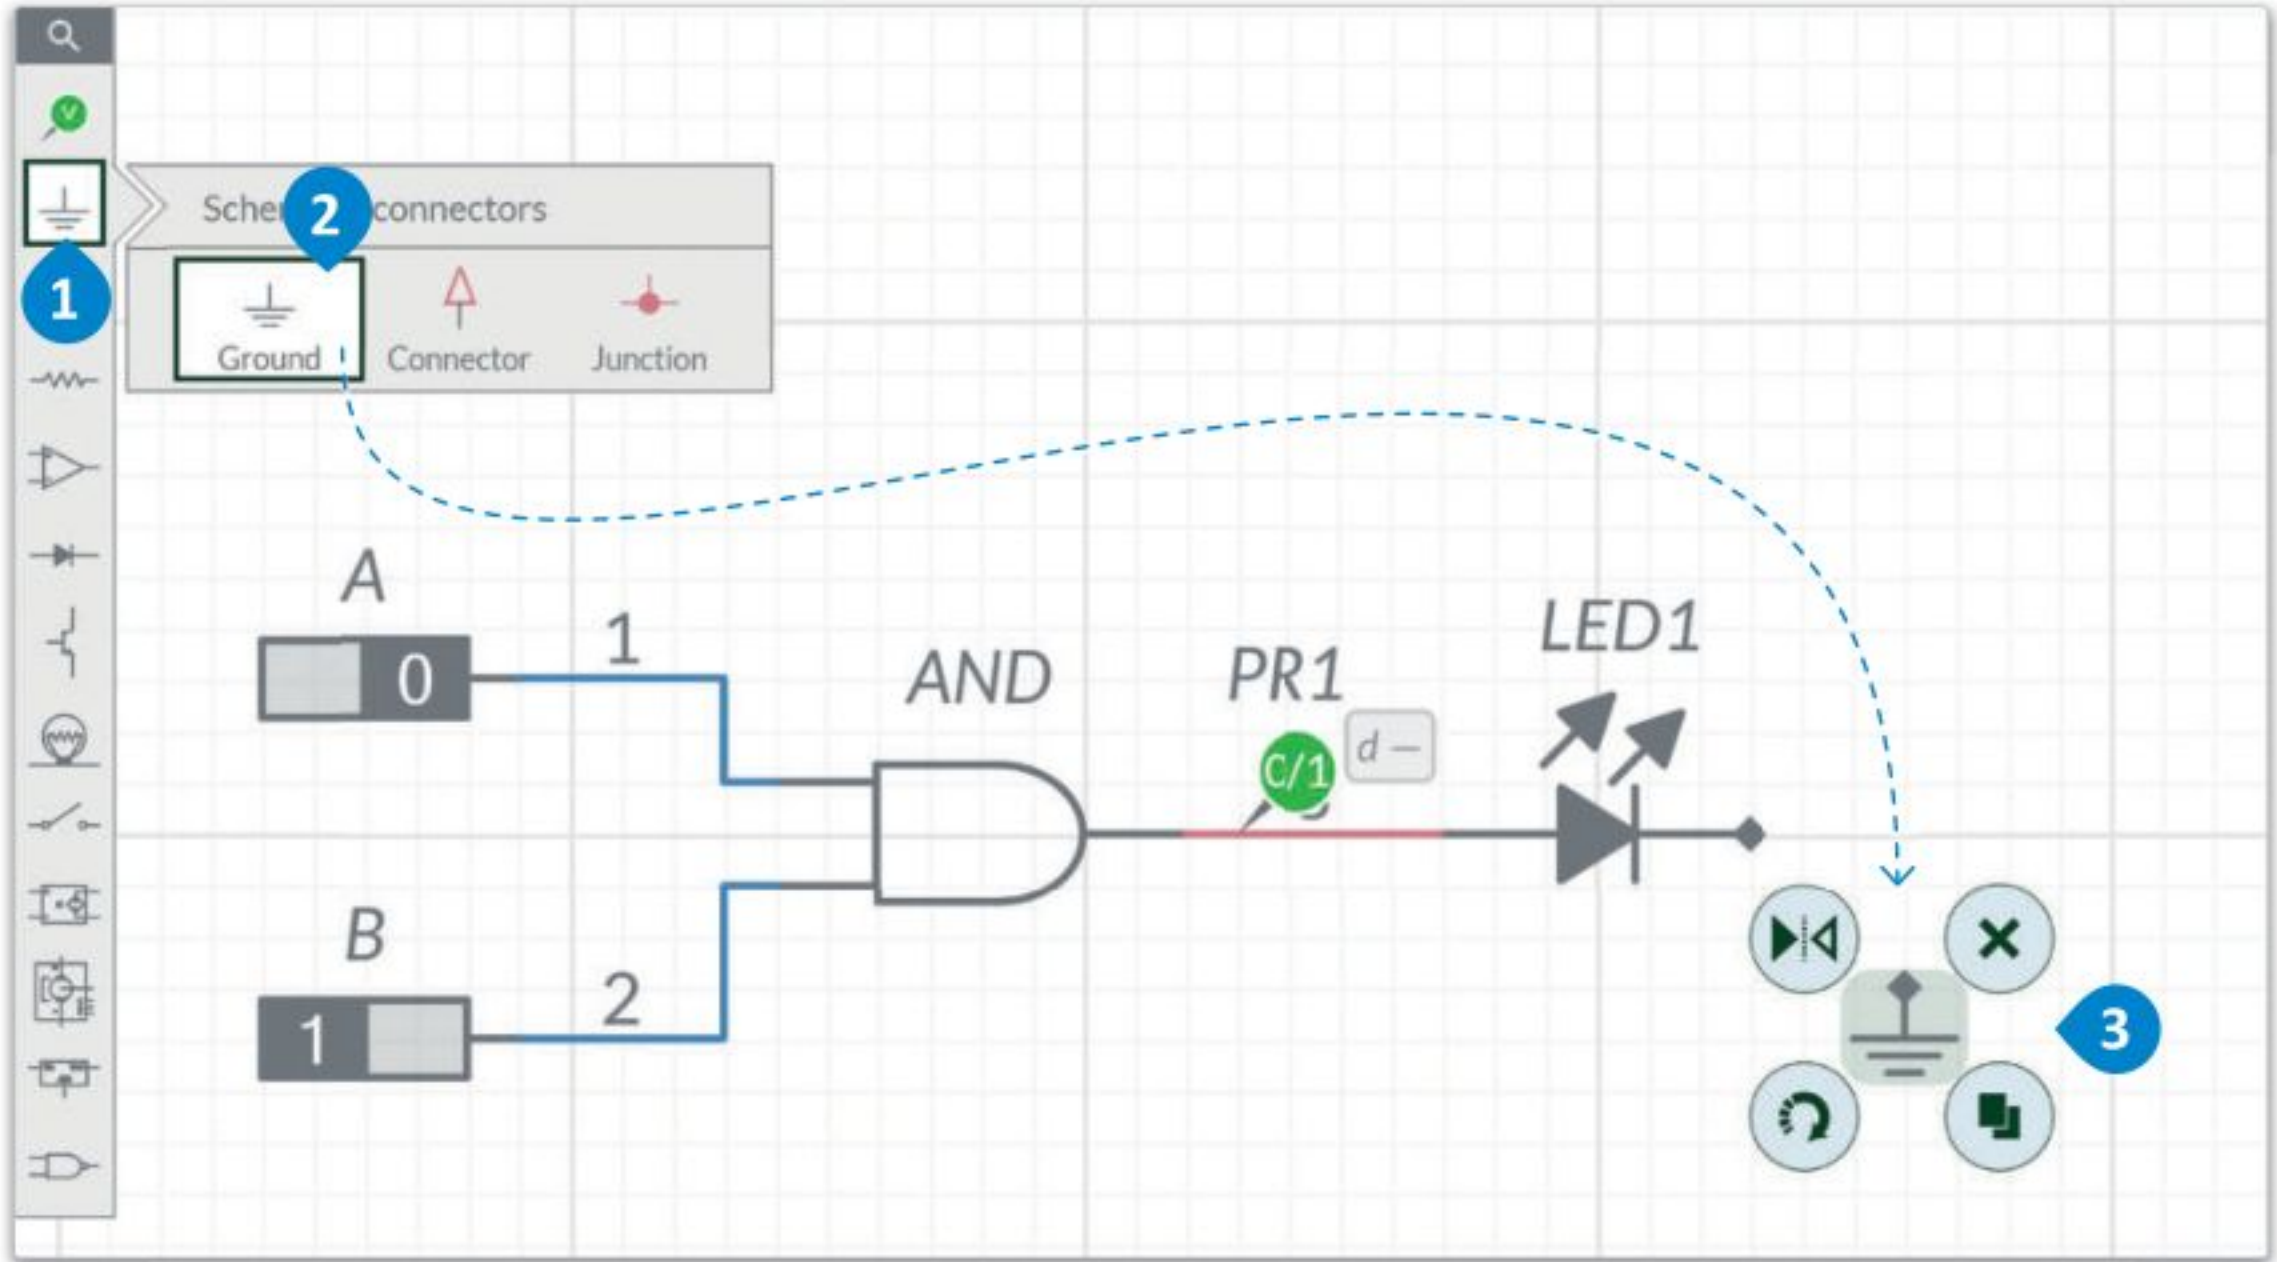 V
Sche connectors
2
1
Ground Connector Junction
A
0
1
AND
PR1
LED1
C/1
d —
B
1
2
3